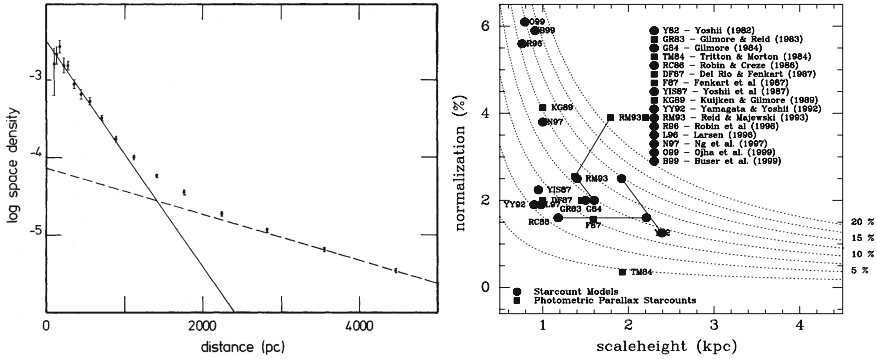 log space density
-3
-4
-5
0
2000
4000
distance (pc)
normalization (%)
6
4
2
0
1
2
3
4
scaleheight (kpc)
O99
B99
R96
KG89
N97
RM93
RM93
YIS87
YY92
L97
DF87
GR83
G84
RC86
F87
TM84
Y82 - Yoshii (1982)
GR83 - Gilmore & Reid (1983)
G84 - Gilmore (1984)
TM84 - Tritton & Morton (1984)
RC86 - Robin & Creze (1986)
DF87 - Del Rio & Fenkart (1987)
F87 - Fenkart et al (1987)
YIS87 - Yoshii et al (1987)
KG89 - Kuijken & Gilmore (1989)
YY92 - Yamagata & Yoshii (1992)
RM93 - Reid & Majewski (1993)
R96 - Robin et al (1996)
L96 - Larsen (1996)
N97 - Ng et al (1997)
O99 - Ojha et al. (1999)
B99 - Buser et al. (1999)
20 %
15 %
10 %
5 %
Starcount Models
Photometric Parallax Starcounts